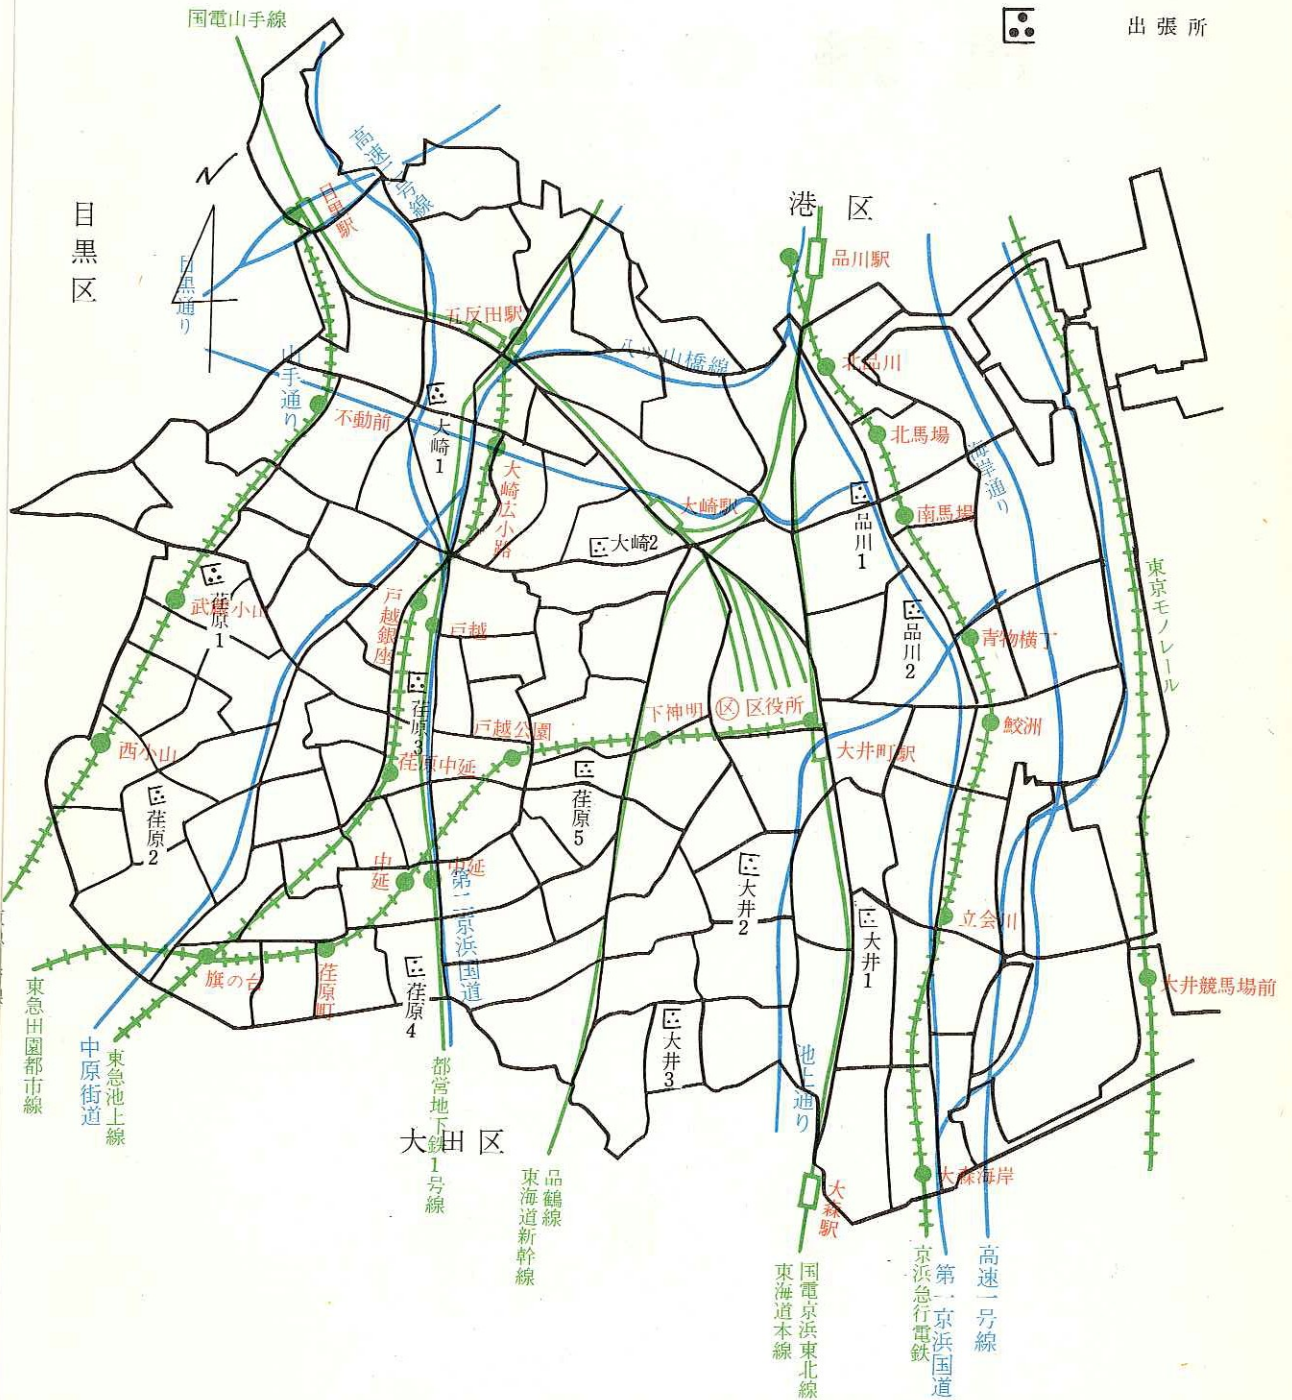 国電山手線
出張所
高速二号線
目黒区
目黒駅
港区
品川駅
目黒通り
五反田駅
八ツ山橋線
山手通り
北品川
不動前
大崎1
北馬場
海岸通り
大崎広小路
大崎駅
品川1
南馬場
大崎2
東京モノレール
武蔵小山
荏原1
戸越銀座
戸越
品川2
青物横丁
荏原3
下神明
区
区役所
鮫洲
戸越公園
西小山
荏原中延
大井町駅
荏原2
荏原5
中延
中延
第二京浜国道
大井2
大井1
立会川
旗の台
荏原町
荏原4
大井競馬場前
大井3
東急田園都市線
中原街道
東急池上線
都営地下鉄1号線
大田区
池上通り
品鶴線
東海道新幹線
大森海岸
大森駅
国電京浜東北線
東海道本線
京浜急行電鉄
第一京浜国道
高速一号線